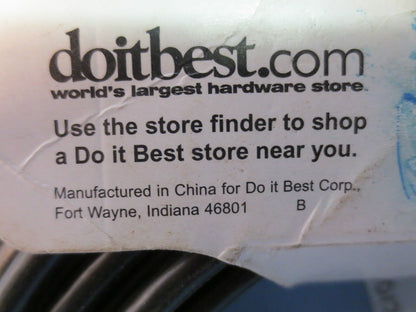 doitbest.com
world's largest hardware store™
Use the store finder to shop
a Do it Best store near you.
Manufactured in China for Do it Best Corp.,
Fort Wayne, Indiana 46801 B